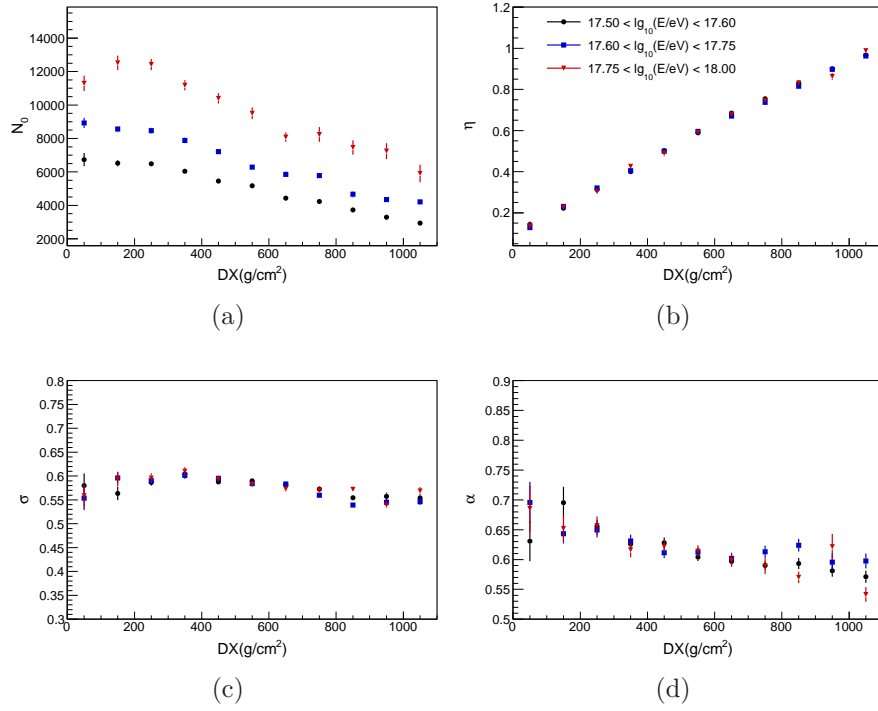 N₀
14000
12000
10000
8000
6000
4000
2000
0 200 400 600 800 1000
DX(g/cm²)
(a)
η
1.2
1
0.8
0.6
0.4
0.2
17.50 < lg₁₀(E/eV) < 17.60
17.60 < lg₁₀(E/eV) < 17.75
17.75 < lg₁₀(E/eV) < 18.00
0 200 400 600 800 1000
DX(g/cm²)
(b)
σ
0.8
0.75
0.7
0.65
0.6
0.55
0.5
0.45
0.4
0.35
0.3
0 200 400 600 800 1000
DX(g/cm²)
(c)
α
0.9
0.85
0.8
0.75
0.7
0.65
0.6
0.55
0.5
0 200 400 600 800 1000
DX(g/cm²)
(d)